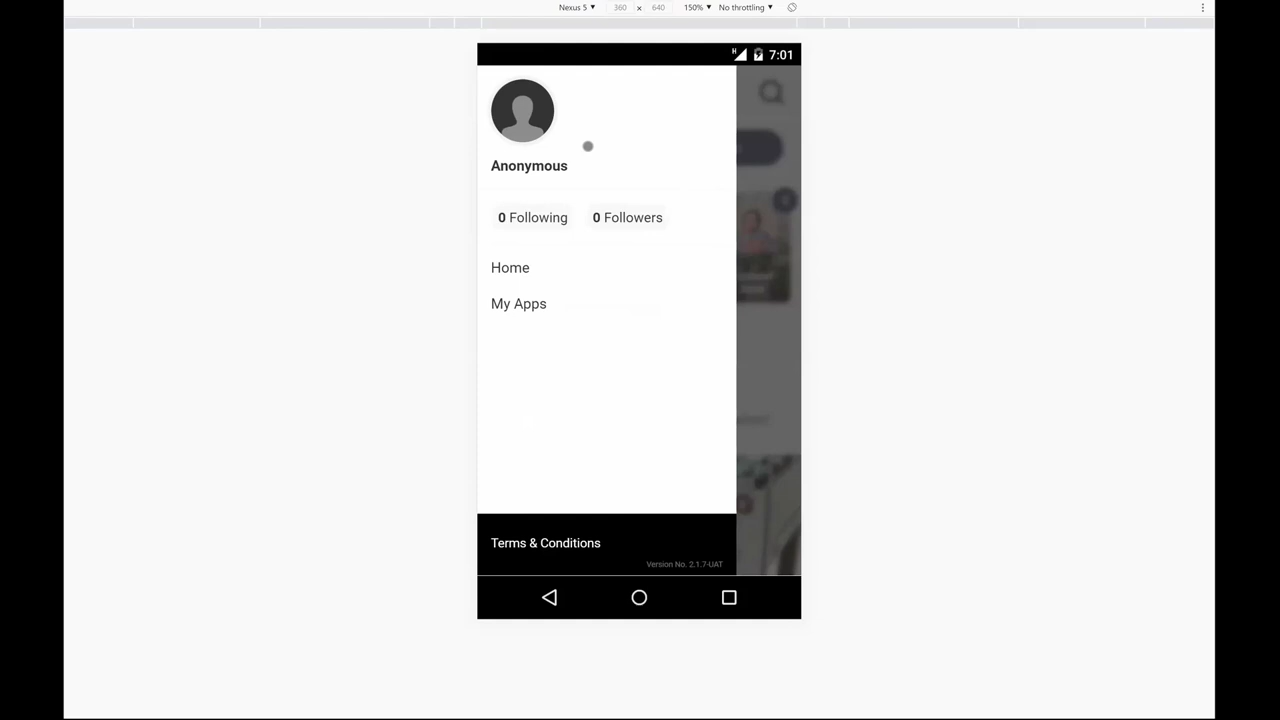 Nexus 5 ▼ 360 x 640 150% ▼ No throttling ▼
H 7:01
Anonymous
0 Following 0 Followers
Home
My Apps
Terms & Conditions
Version No. 2.1.7-UAT